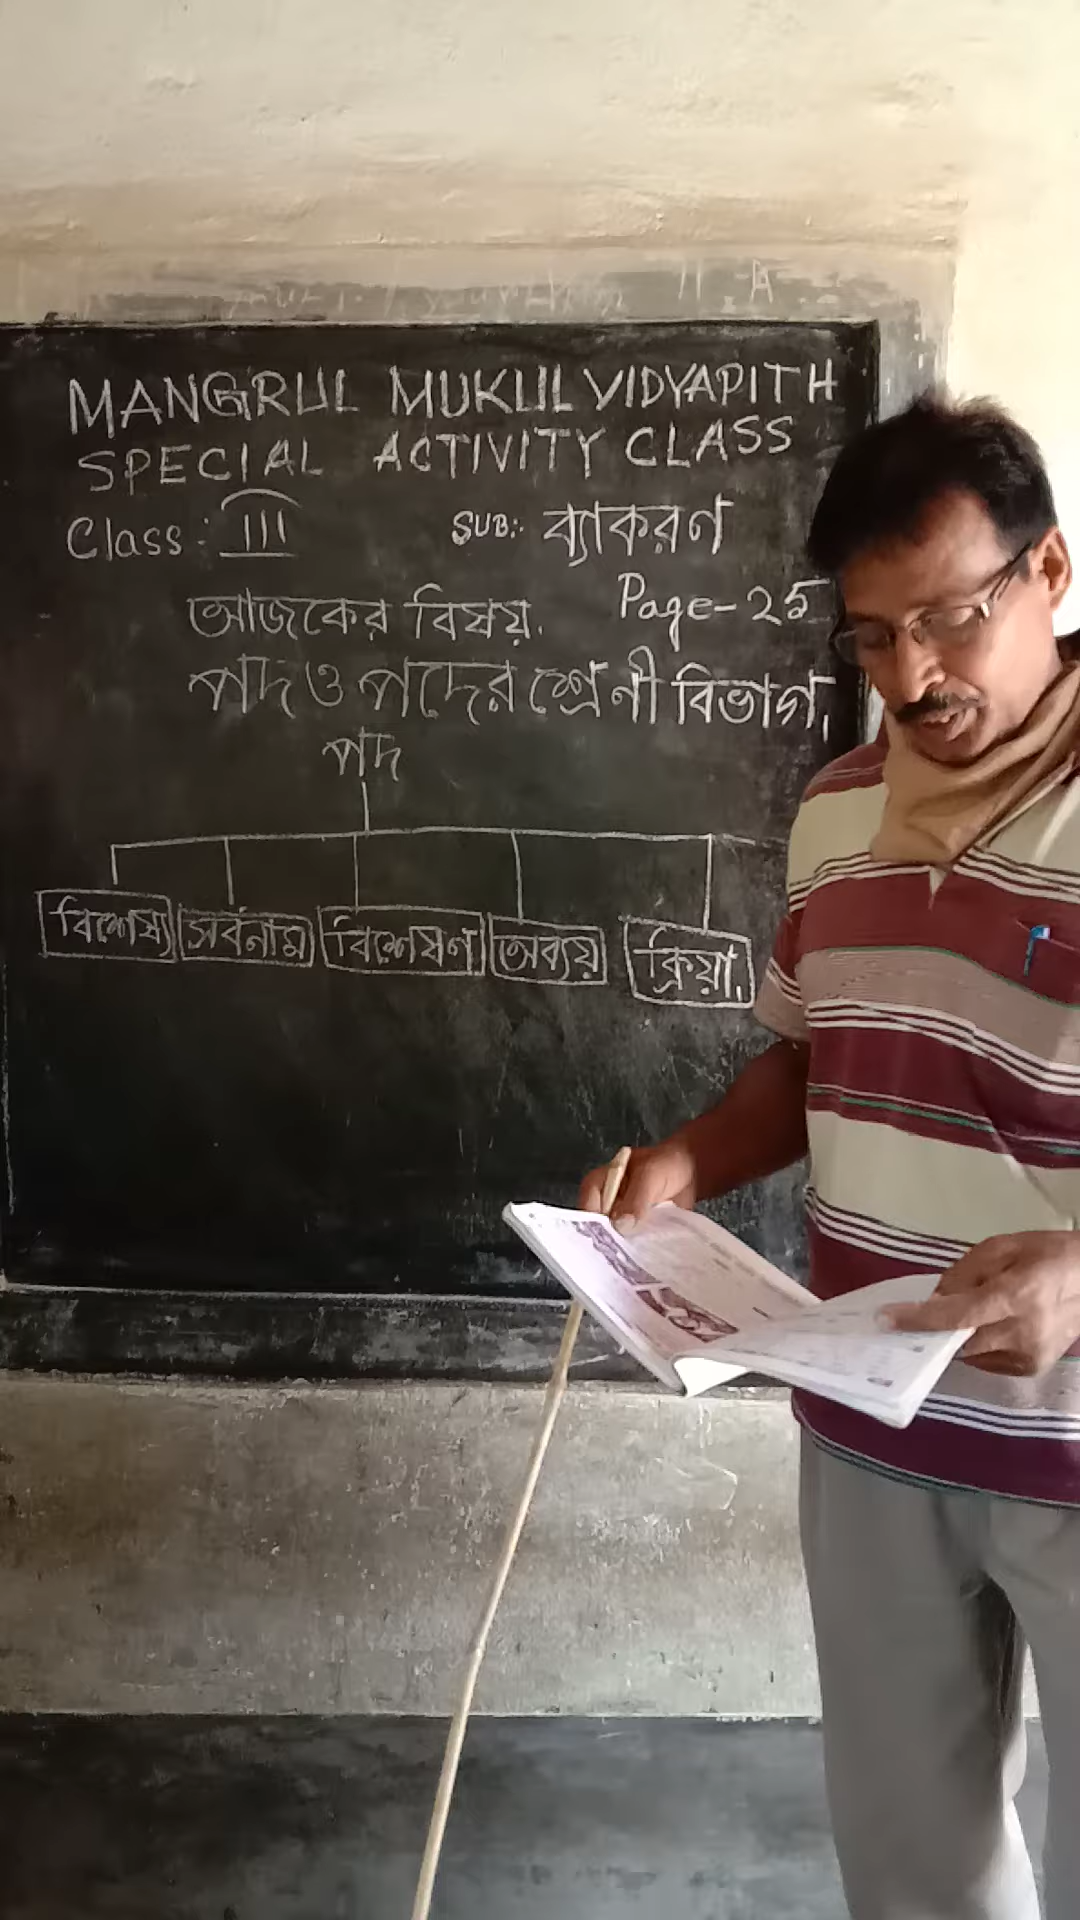 MANGRUL MUKUL VIDYAPITH
SPECIAL ACTIVITY CLASS
Class: III SUB:- ব্যাকরণ
আজকের বিষয়. Page-25
পদ ও পদের শ্রেণী বিভাগ,
পদ
বিশেষ্য সর্বনাম বিশেষণ অব্যয় ক্রিয়া,